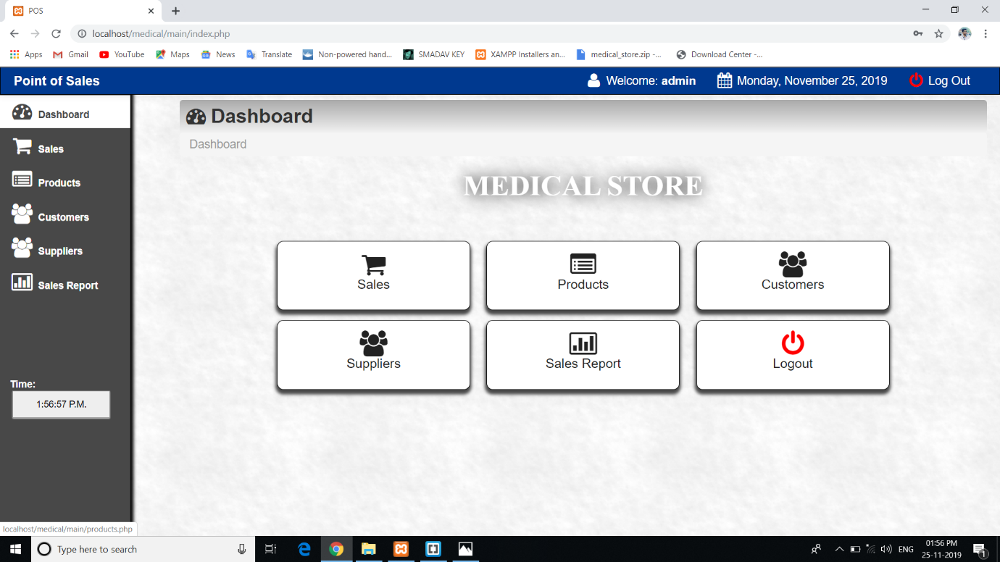 POS
localhost/medical/main/index.php
Apps Gmail YouTube Maps News Translate Non-powered hand... SMADAV KEY XAMPP Installers an... medical_store.zip -... Download Center -...
Point of Sales Welcome: admin Monday, November 25, 2019 Log Out
Dashboard
Sales
Products
Customers
Suppliers
Sales Report
Time:
1:56:57 P.M.
Dashboard
Dashboard
MEDICAL STORE
Sales Products Customers
Suppliers Sales Report Logout
localhost/medical/main/products.php
Type here to search
ENG
01:56 PM
25-11-2019
1